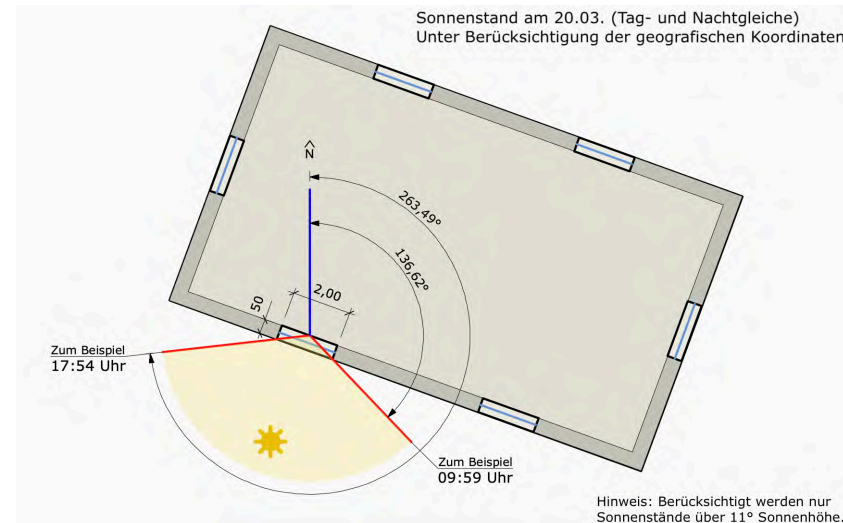 Sonnenstand am 20.03. (Tag- und Nachtgleiche)
Unter Berücksichtigung der geografischen Koordinaten
N
263,49°
136,62°
2,00
50
Zum Beispiel
17:54 Uhr
Zum Beispiel
09:59 Uhr
Hinweis: Berücksichtigt werden nur
Sonnenstände über 11° Sonnenhöhe.